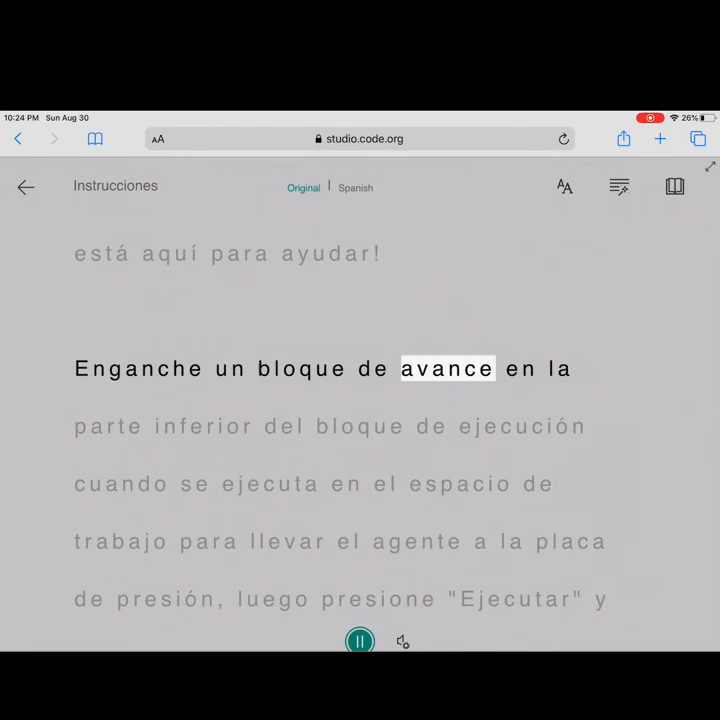 10:24 PM Sun Aug 30 26%
AA studio.code.org
Instrucciones Original | Spanish AA
está aquí para ayudar!
Enganche un bloque de avance en la
parte inferior del bloque de ejecución
cuando se ejecuta en el espacio de
trabajo para llevar el agente a la placa
de presión, luego presione "Ejecutar" y